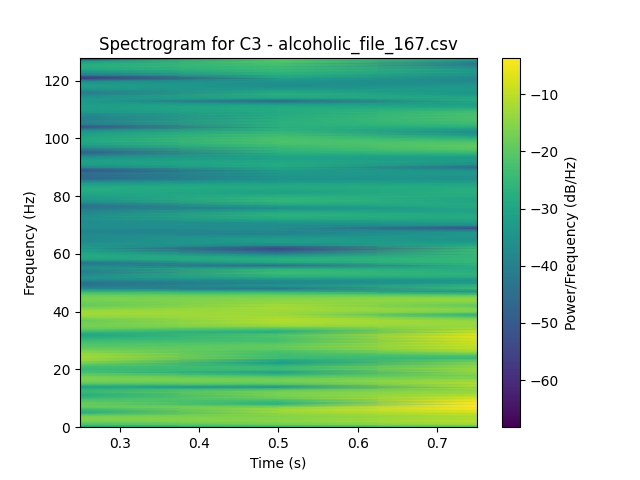 Spectrogram for C3 - alcoholic_file_167.csv
120
100
80
60
40
20
0
Frequency (Hz)
0.3 0.4 0.5 0.6 0.7
Time (s)
−10
−20
−30
−40
−50
−60
Power/Frequency (dB/Hz)